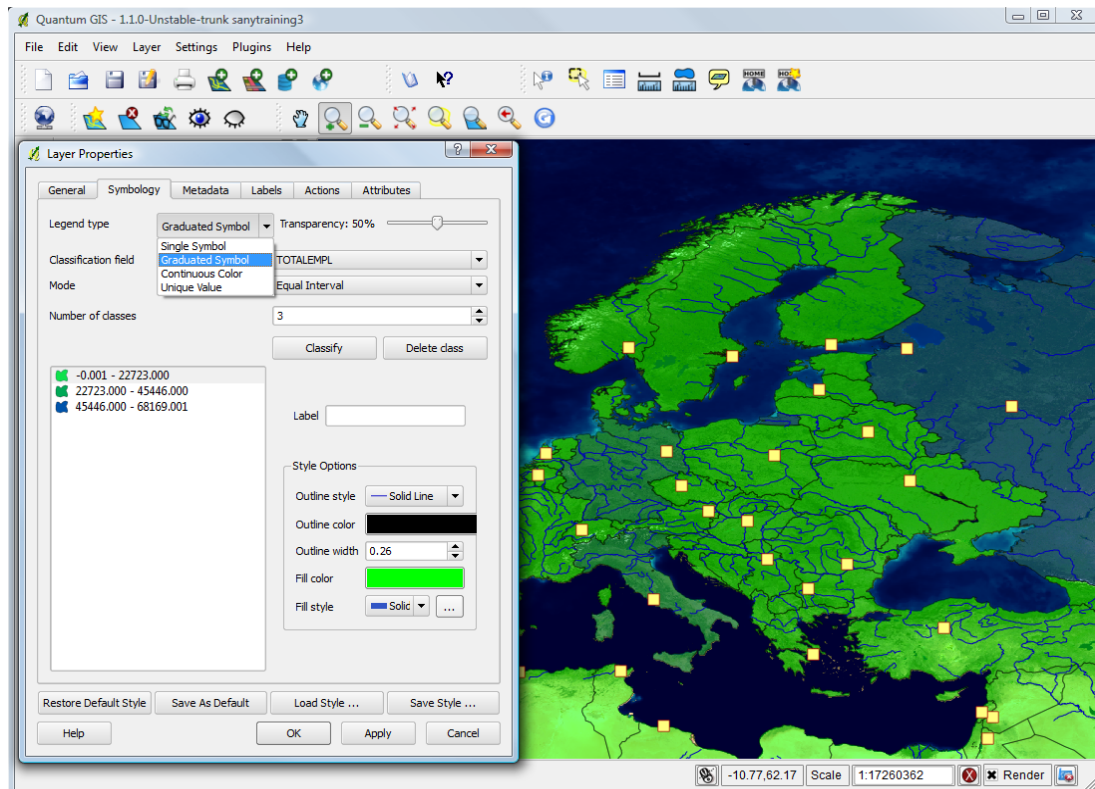 Quantum GIS - 1.1.0-Unstable-trunk sanytraining3
File Edit View Layer Settings Plugins Help
HOME HO
Layer Properties
General Symbology Metadata Labels Actions Attributes
Legend type Graduated Symbol Transparency: 50%
Single Symbol
Graduated Symbol
Continuous Color
Unique Value
Classification field TOTALEMPL
Mode Equal Interval
Number of classes 3
Classify Delete class
-0.001 - 22723.000
22723.000 - 45446.000
45446.000 - 68169.001
Label
Style Options
Outline style Solid Line
Outline color
Outline width 0.26
Fill color
Fill style Solic ...
Restore Default Style Save As Default Load Style ... Save Style ...
Help OK Apply Cancel
-10.77,62.17 Scale 1:17260362 Render